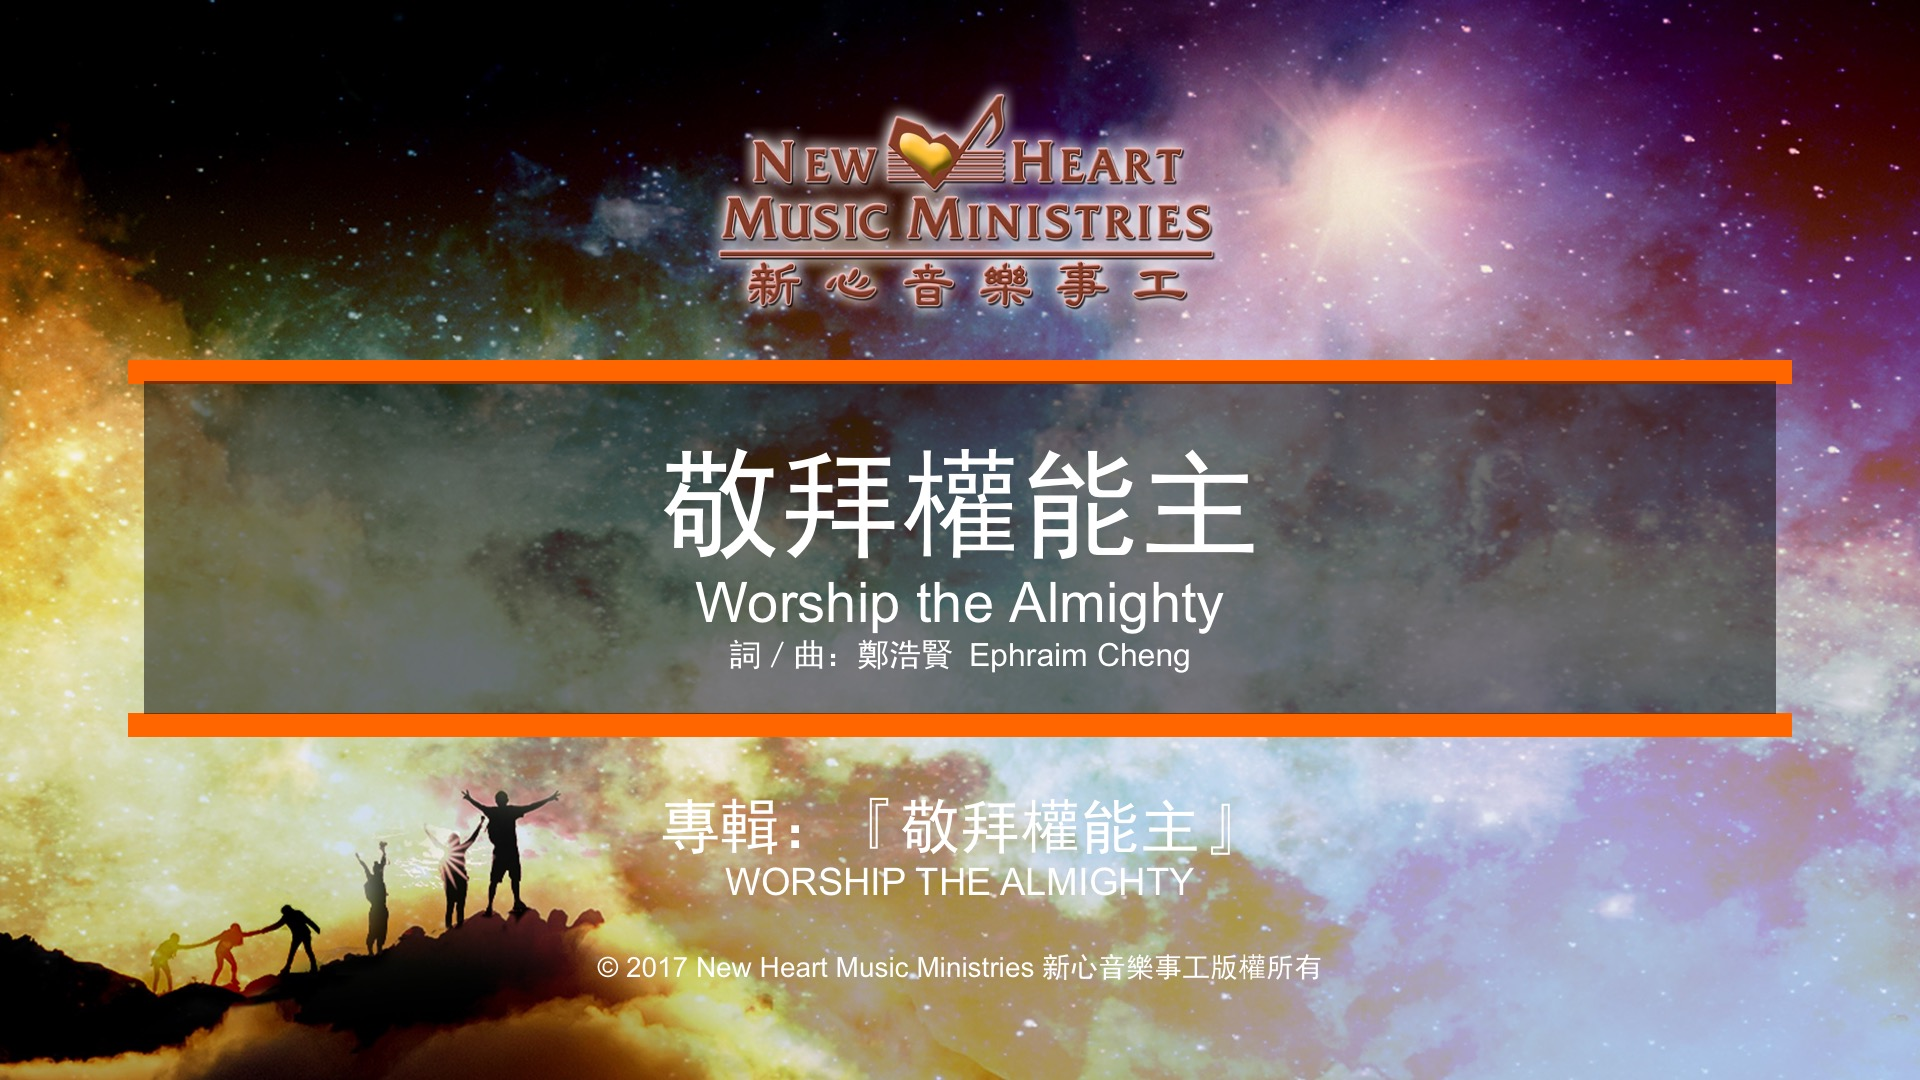 NEW HEART
MUSIC MINISTRIES
新心音樂事工
敬拜權能主
Worship the Almighty
詞 / 曲：鄭浩賢 Ephraim Cheng
專輯：『敬拜權能主』
WORSHIP THE ALMIGHTY
© 2017 New Heart Music Ministries 新心音樂事工版權所有